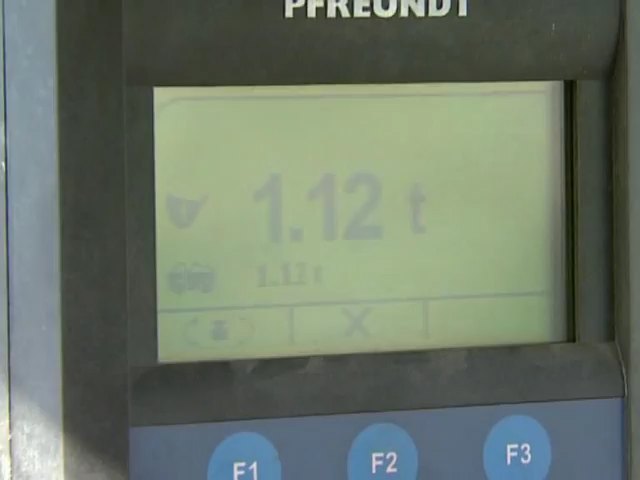 PFREUNDT
1.12 t
1.12 t
X
F1 F2 F3